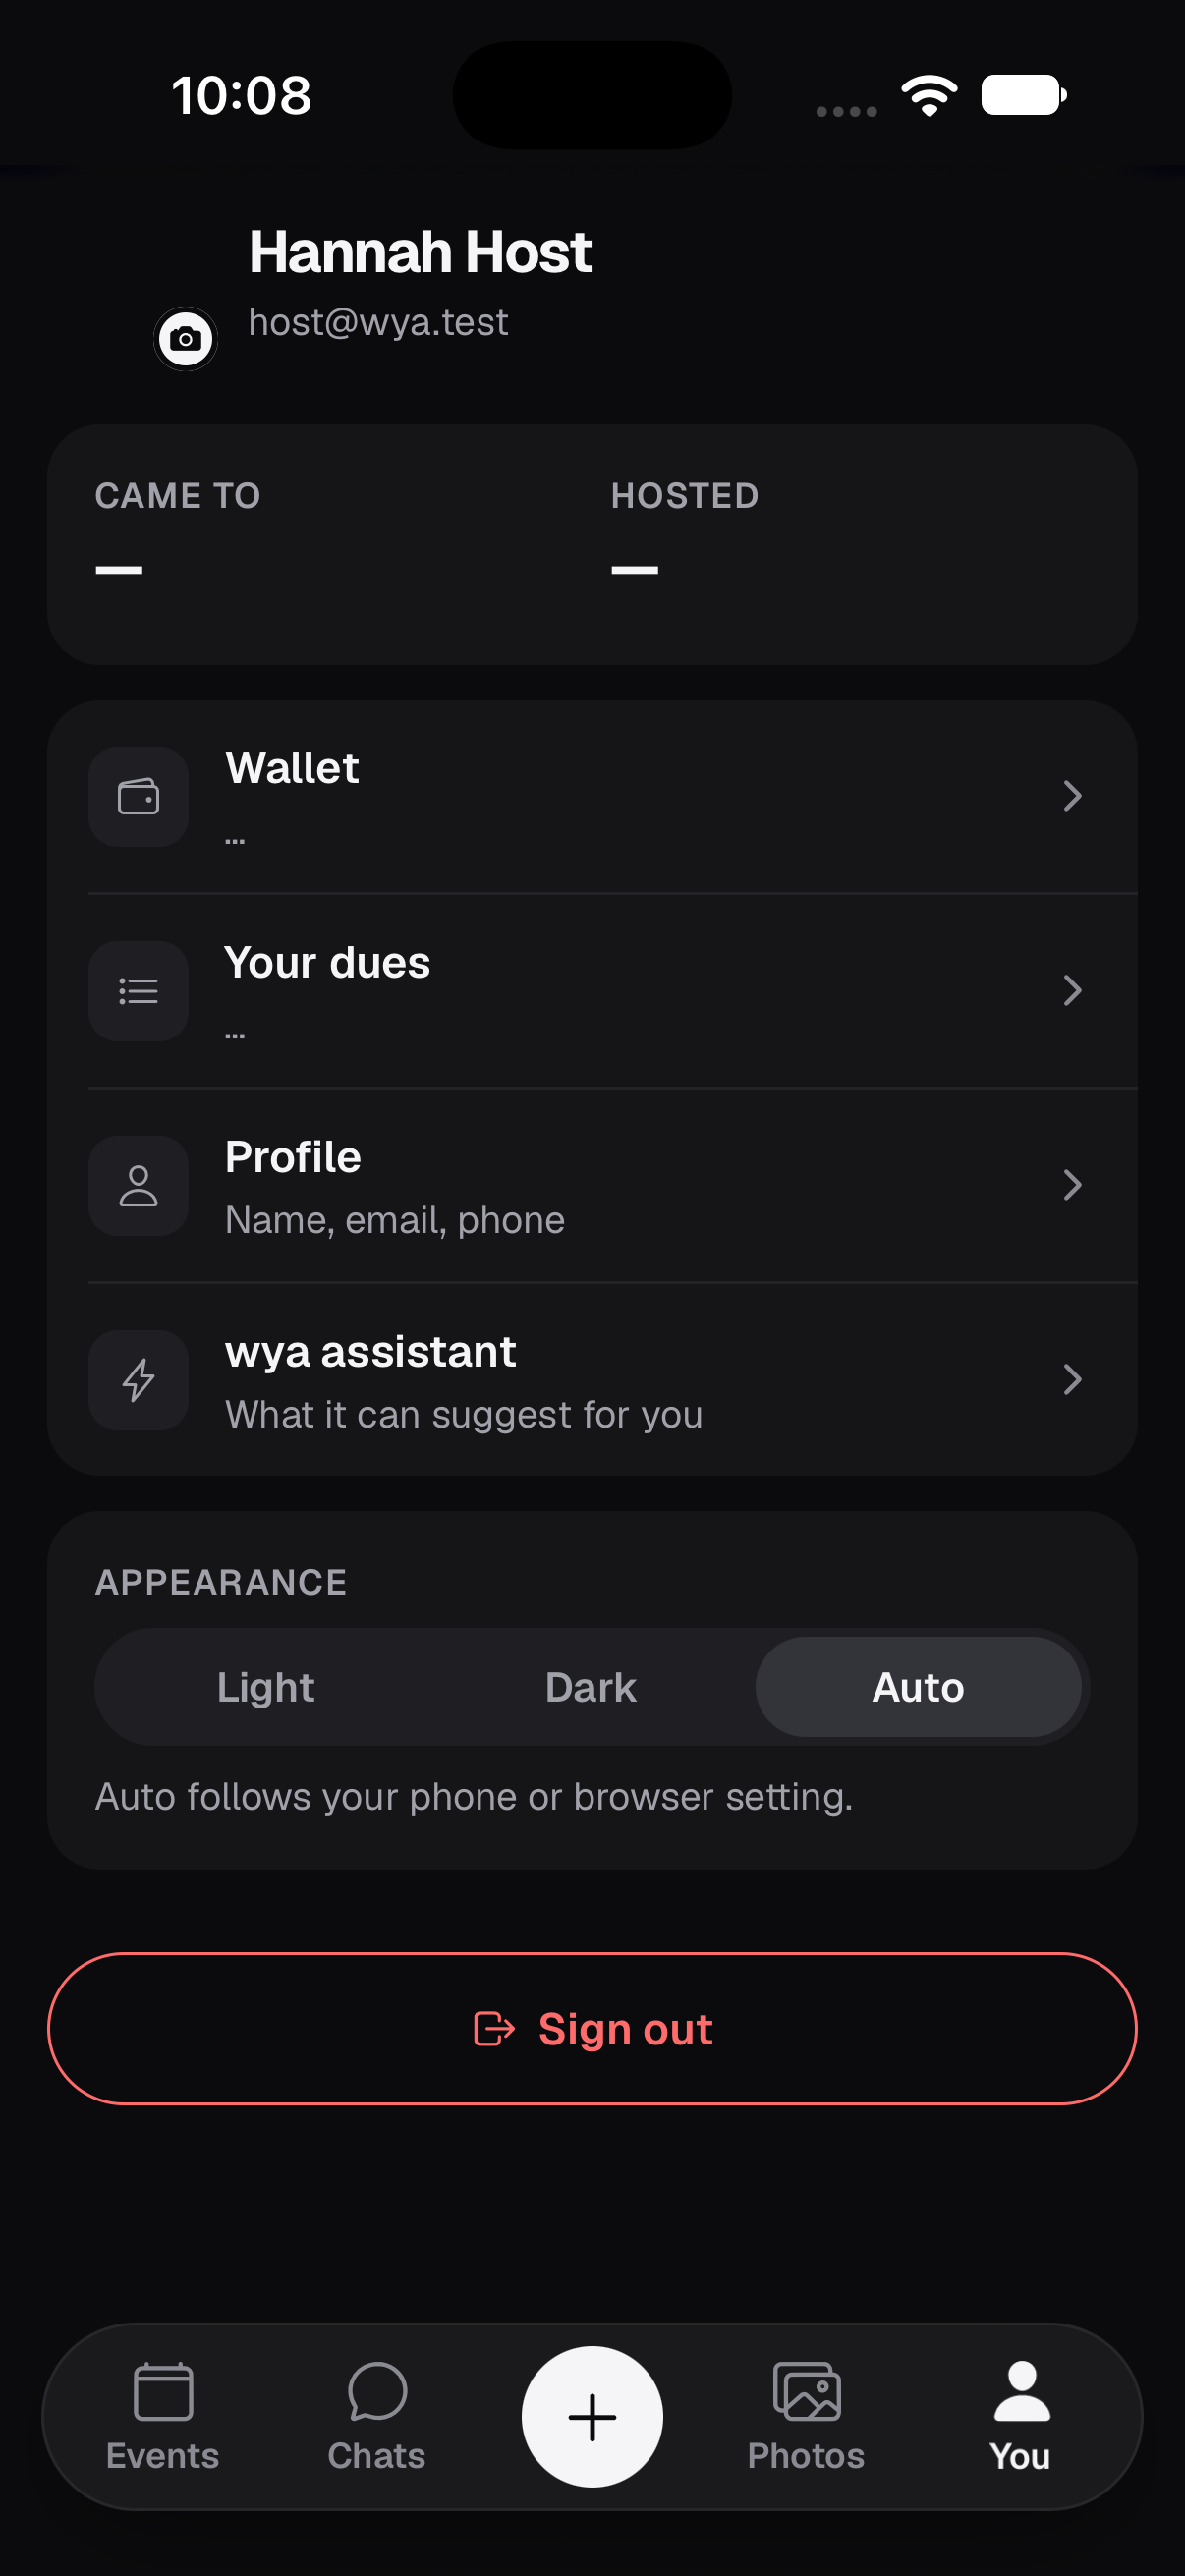 10:08
Hannah Host
host@wya.test
CAME TO
HOSTED
—
—
Wallet
...
Your dues
...
Profile
Name, email, phone
wya assistant
What it can suggest for you
APPEARANCE
Light
Dark
Auto
Auto follows your phone or browser setting.
Sign out
Events
Chats
Photos
You